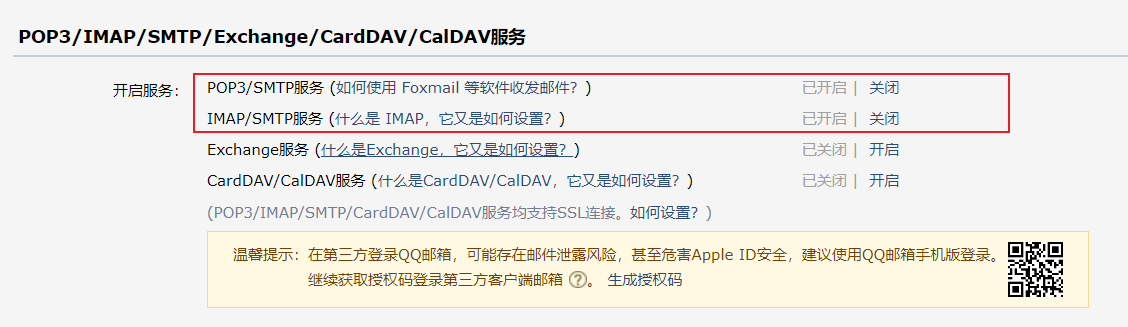 POP3/IMAP/SMTP/Exchange/CardDAV/CalDAV服务
开启服务： POP3/SMTP服务 (如何使用 Foxmail 等软件收发邮件？) 已开启 | 关闭
IMAP/SMTP服务 (什么是 IMAP，它又是如何设置？) 已开启 | 关闭
Exchange服务 (什么是Exchange，它又是如何设置？) 已关闭 | 开启
CardDAV/CalDAV服务 (什么是CardDAV/CalDAV，它又是如何设置？) 已关闭 | 开启
(POP3/IMAP/SMTP/CardDAV/CalDAV服务均支持SSL连接。如何设置？)
温馨提示：在第三方登录QQ邮箱，可能存在邮件泄露风险，甚至危害Apple ID安全，建议使用QQ邮箱手机版登录。
继续获取授权码登录第三方客户端邮箱 ? 。 生成授权码